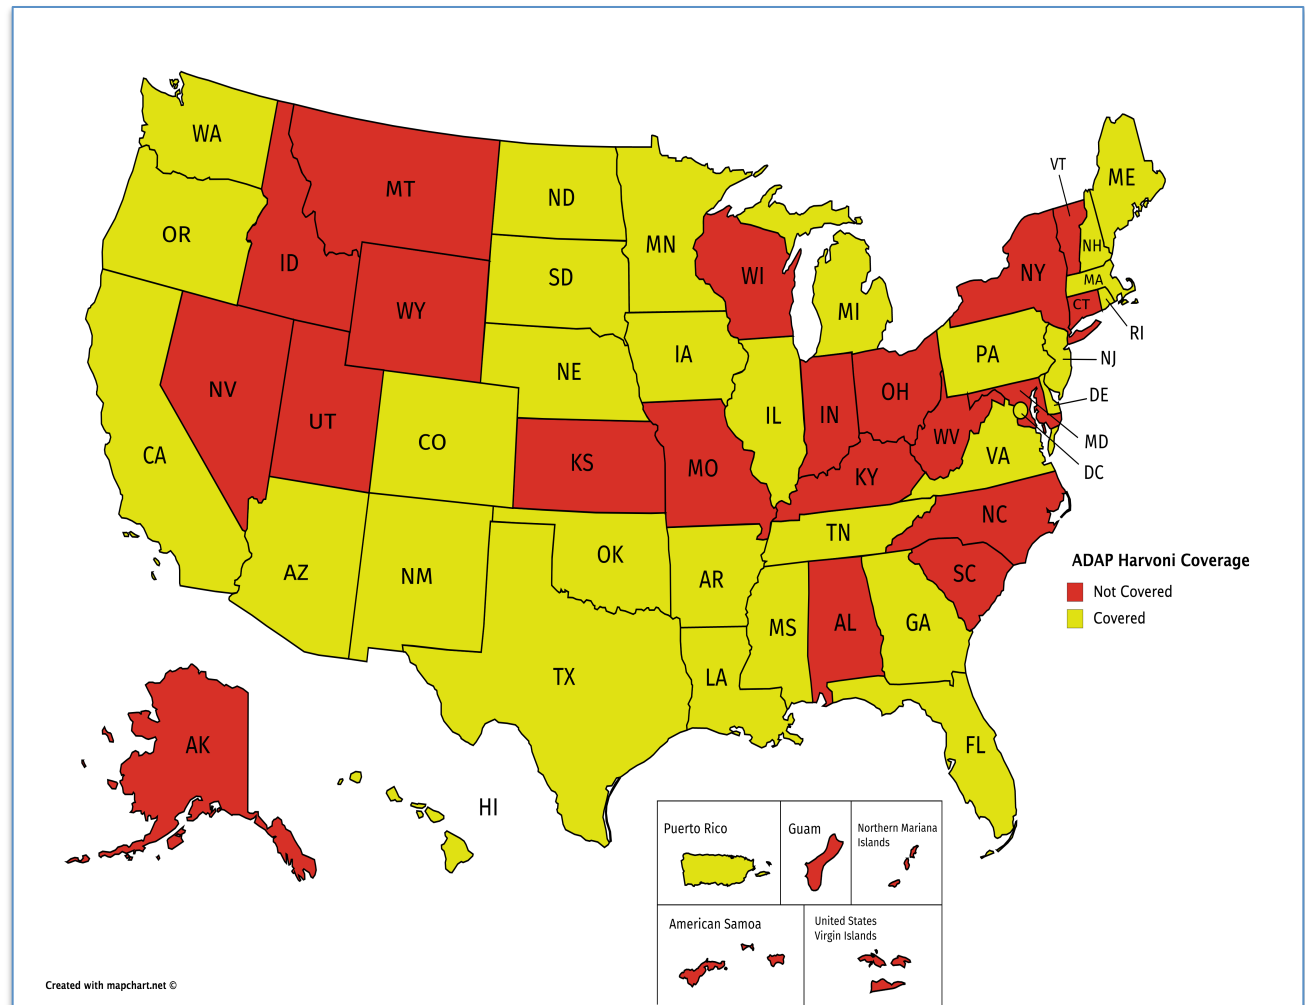 WA
MT
ND
MN
VT
ME
OR
ID
SD
WI
NH
NY
MA
WY
MI
CT
RI
NE
IA
PA
NJ
NV
UT
CO
IL
IN
OH
DE
WV
MD
CA
KS
MO
KY
VA
DC
NC
TN
OK
AR
SC
AZ
NM
MS
AL
GA
TX
LA
FL
AK
HI
ADAP Harvoni Coverage
Not Covered
Covered
Puerto Rico
Guam
Northern Mariana
Islands
American Samoa
United States
Virgin Islands
Created with mapchart.net ©